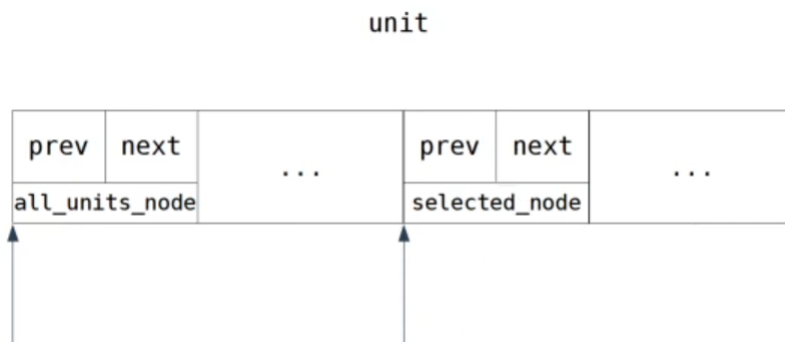 unit
prev next ... prev next ...
all_units_node selected_node